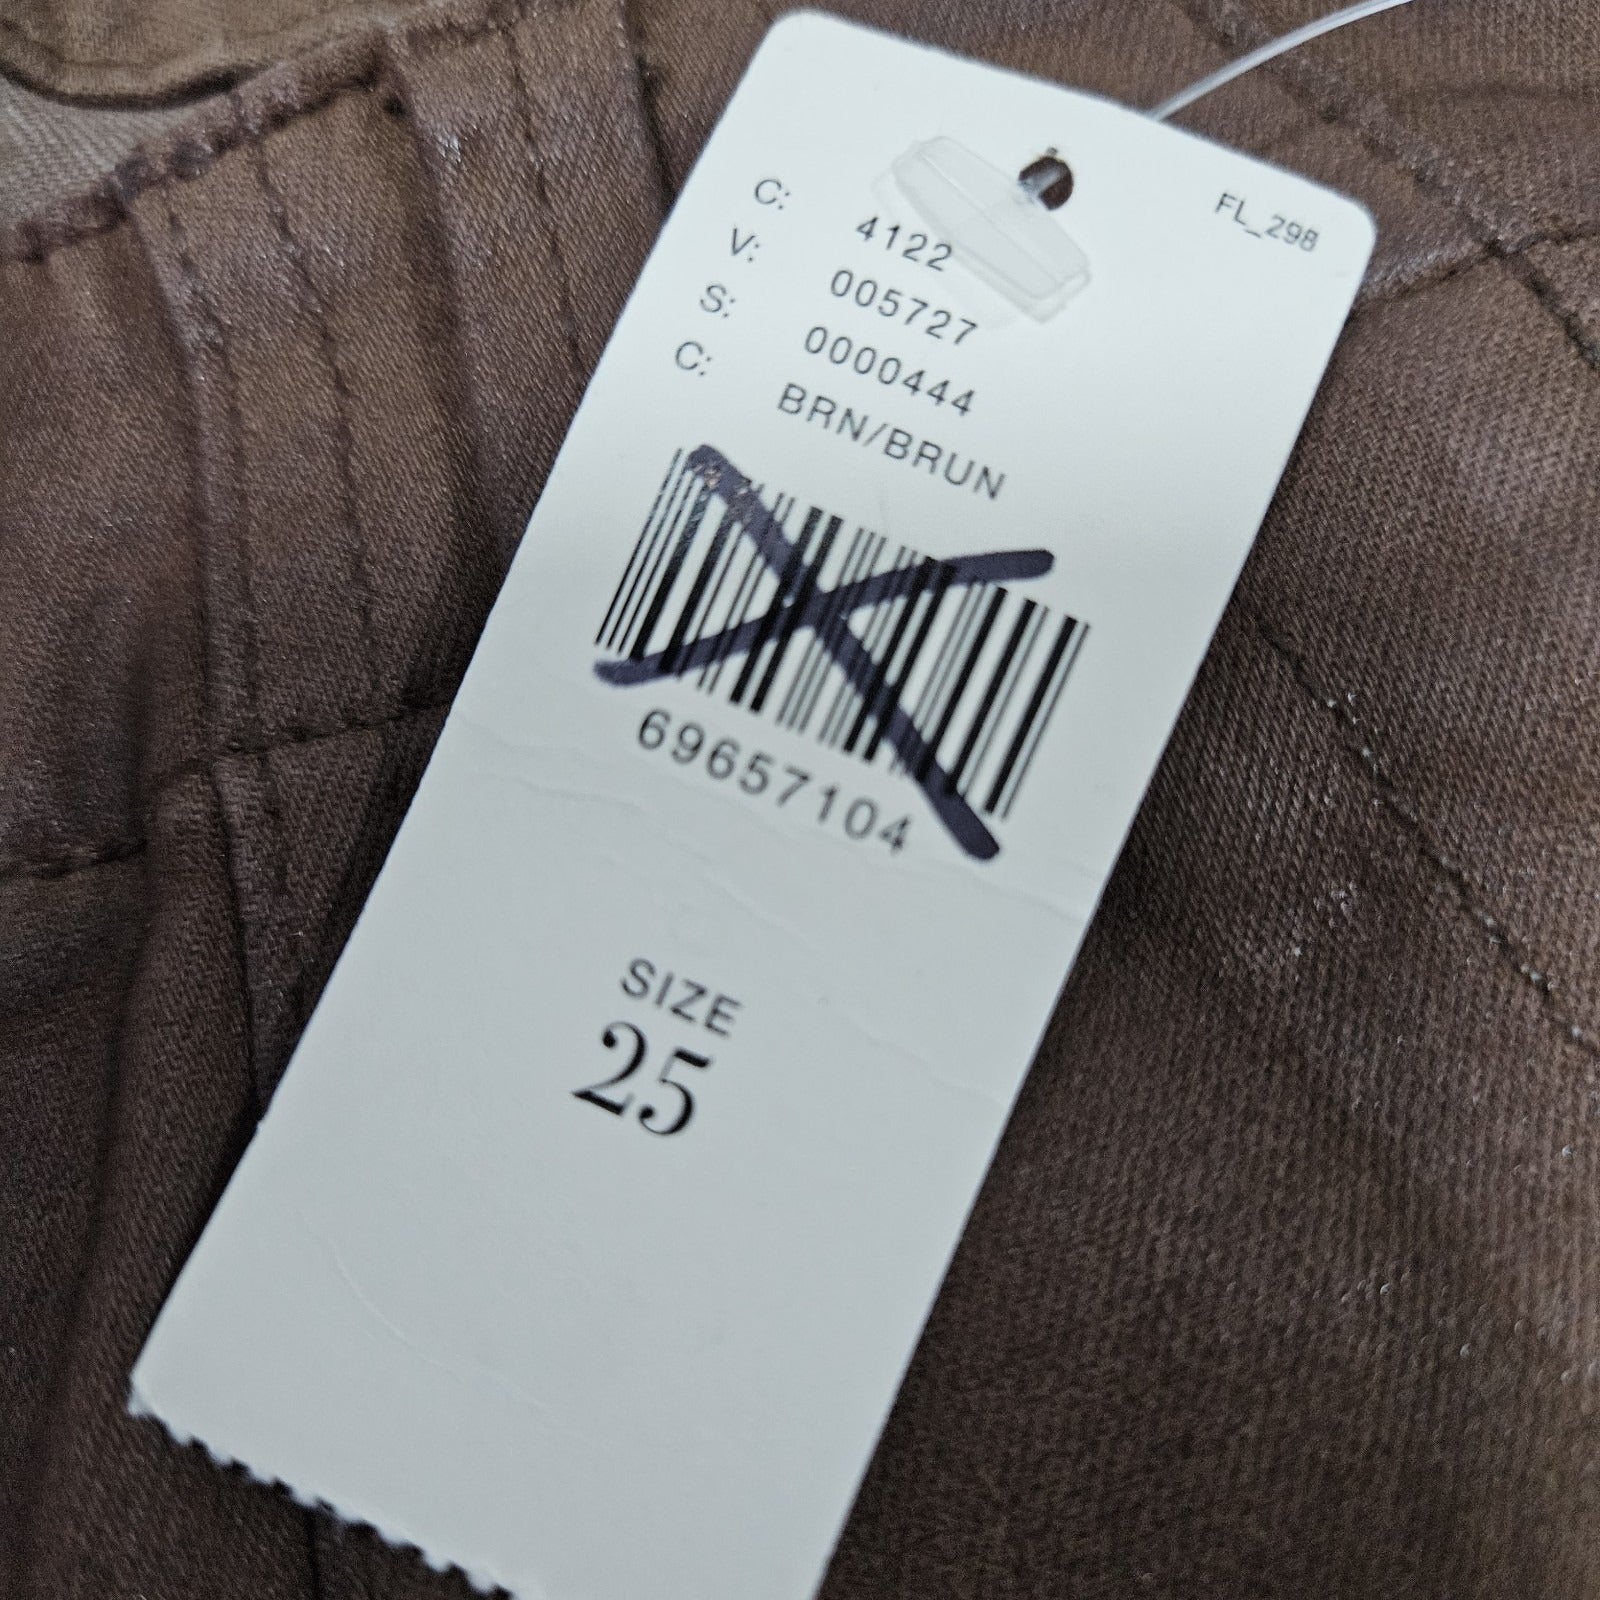 FL_298
C: 4122
V: 005727
S: 0000444
C: BRN/BRUN
69657104
SIZE
25